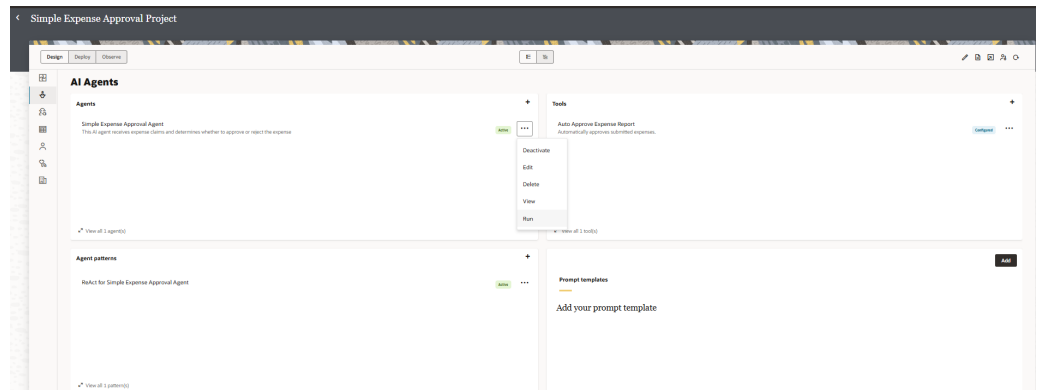 Simple Expense Approval Project
Design Deploy Observe
AI Agents
Agents
+
Simple Expense Approval Agent
This AI agent receives expense claims and determines whether to approve or reject the expense
Active
Deactivate
Edit
Delete
View
Run
View all 1 agent(s)
Tools
+
Auto Approve Expense Report
Automatically approves submitted expenses.
Configured
View all 1 tool(s)
Agent patterns
+
ReAct for Simple Expense Approval Agent
Active
View all 1 pattern(s)
Add
Prompt templates
Add your prompt template